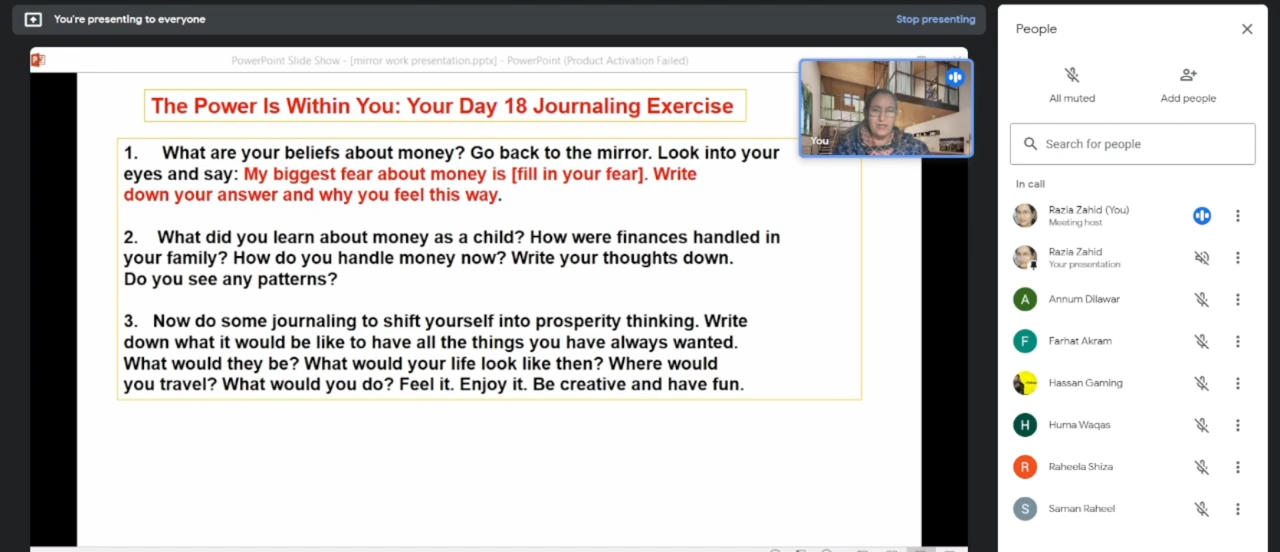 You're presenting to everyone
Stop presenting
PowerPoint Slide Show - [mirror work presentation.pptx] - PowerPoint (Product Activation Failed)
The Power Is Within You: Your Day 18 Journaling Exercise
1. What are your beliefs about money? Go back to the mirror. Look into your
eyes and say: My biggest fear about money is [fill in your fear]. Write
down your answer and why you feel this way.
2. What did you learn about money as a child? How were finances handled in
your family? How do you handle money now? Write your thoughts down.
Do you see any patterns?
3. Now do some journaling to shift yourself into prosperity thinking. Write
down what it would be like to have all the things you have always wanted.
What would they be? What would your life look like then? Where would
you travel? What would you do? Feel it. Enjoy it. Be creative and have fun.
You
People
All muted
Add people
Search for people
In call
Razia Zahid (You)
Meeting host
Razia Zahid
Your presentation
A Annum Dilawar
F Farhat Akram
Hassan Gaming
H Huma Waqas
R Raheela Shiza
S Saman Raheel